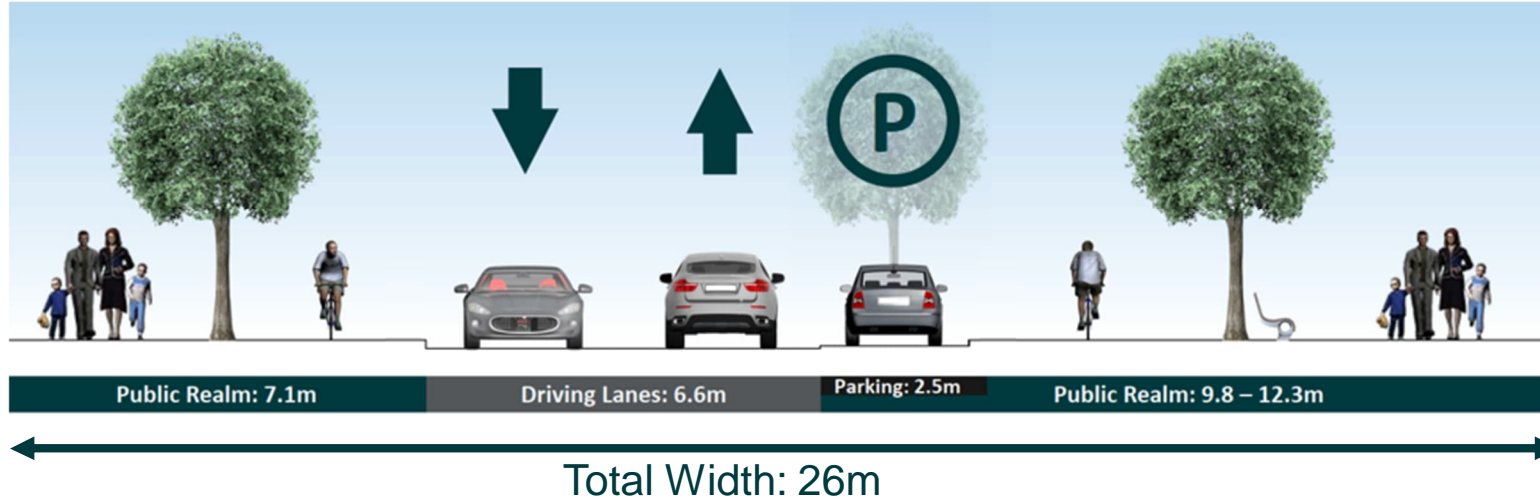 P
Public Realm: 7.1m
Driving Lanes: 6.6m
Parking: 2.5m
Public Realm: 9.8 – 12.3m
Total Width: 26m